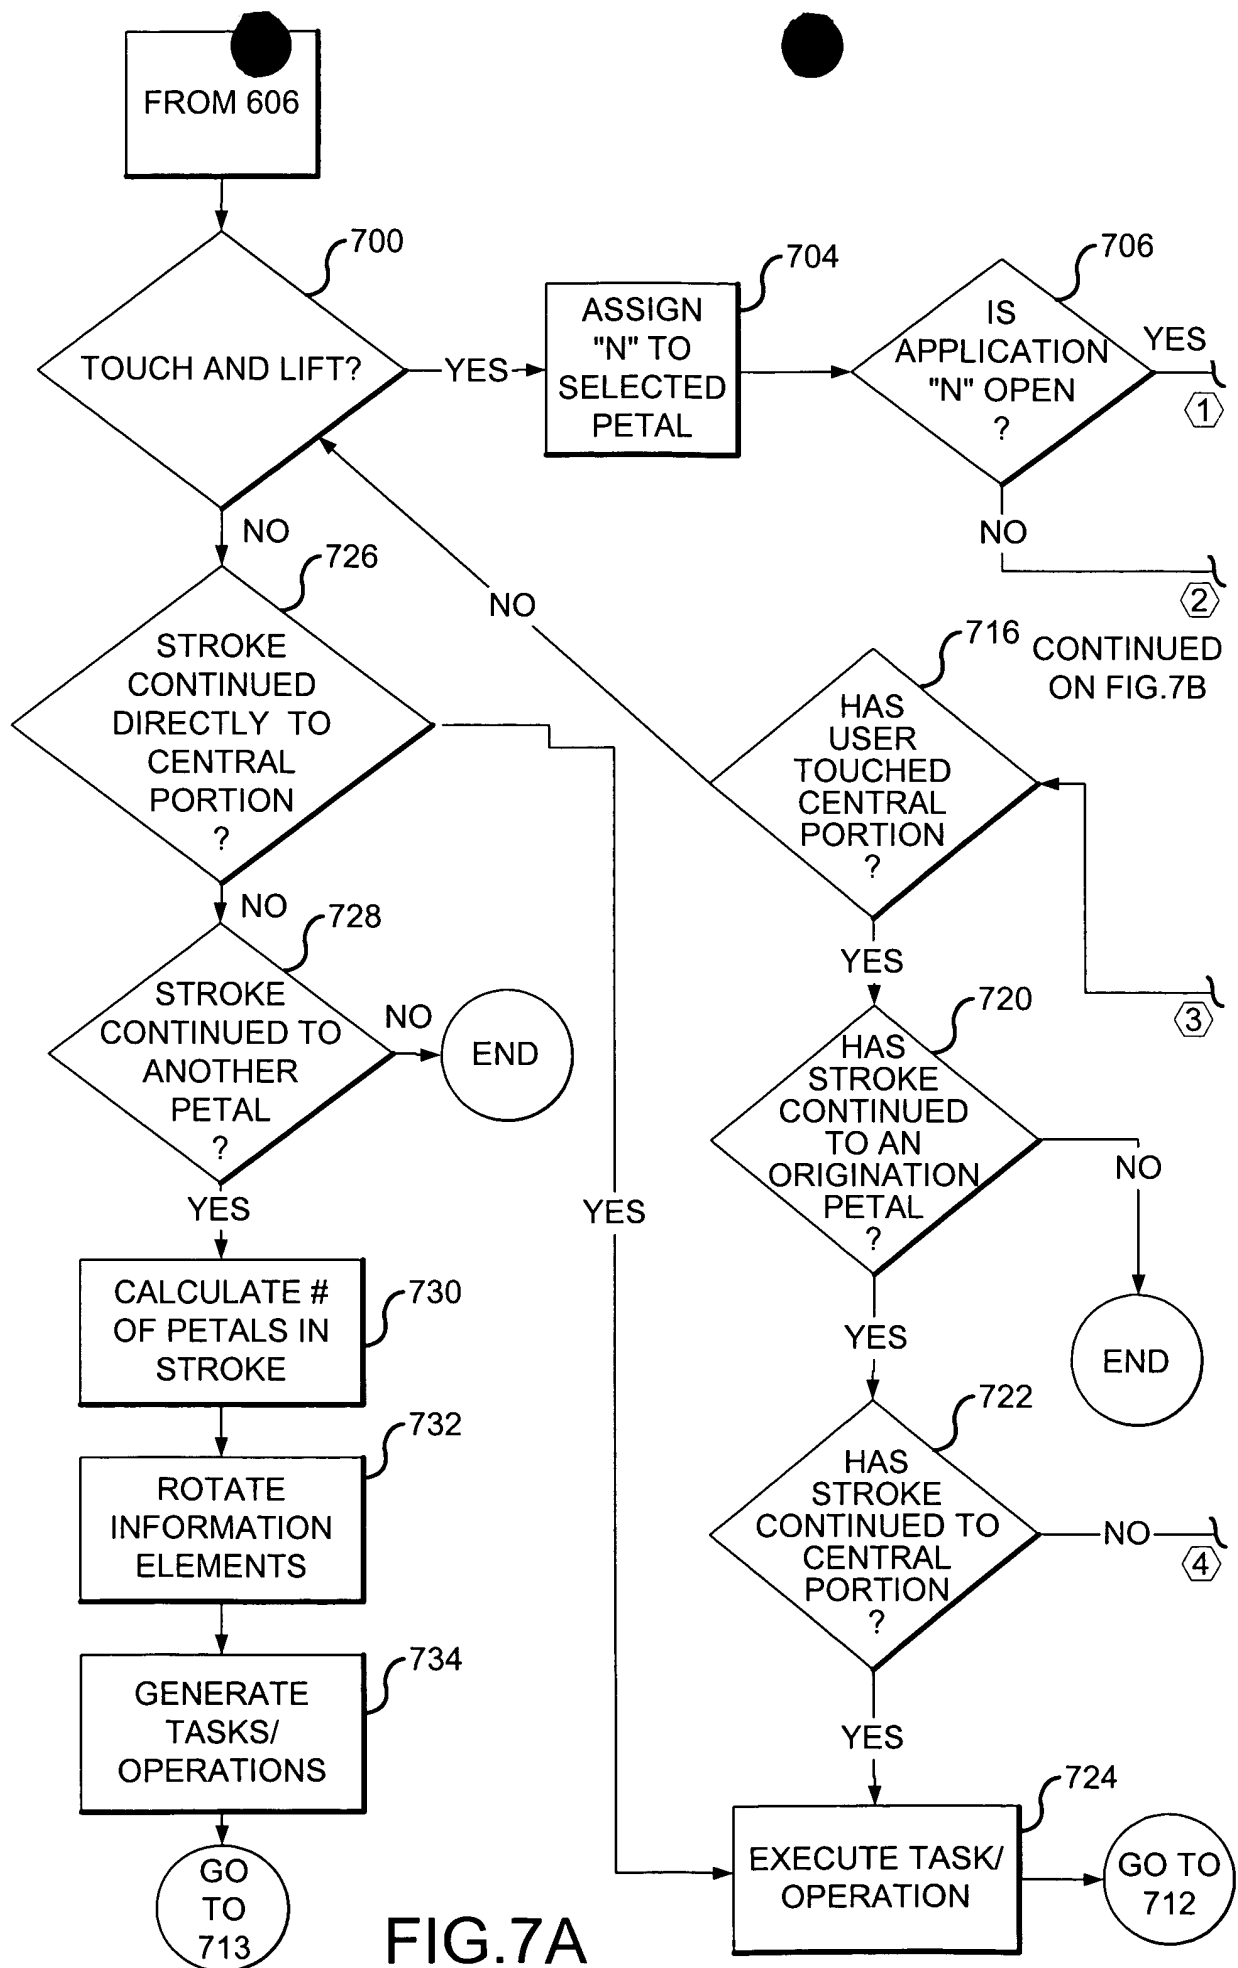 FROM 606
700
TOUCH AND LIFT?
YES
NO
704
ASSIGN
"N" TO
SELECTED
PETAL
706
IS
APPLICATION
"N" OPEN
?
YES
1
NO
2
CONTINUED
ON FIG.7B
726
STROKE
CONTINUED
DIRECTLY TO
CENTRAL
PORTION
?
NO
YES
728
STROKE
CONTINUED TO
ANOTHER
PETAL
?
NO
END
YES
730
CALCULATE #
OF PETALS IN
STROKE
732
ROTATE
INFORMATION
ELEMENTS
734
GENERATE
TASKS/
OPERATIONS
GO
TO
713
716
HAS
USER
TOUCHED
CENTRAL
PORTION
?
NO
3
YES
720
HAS
STROKE
CONTINUED
TO AN
ORIGINATION
PETAL
?
NO
END
YES
722
HAS
STROKE
CONTINUED TO
CENTRAL
PORTION
?
NO
4
YES
724
EXECUTE TASK/
OPERATION
GO TO
712
FIG.7A